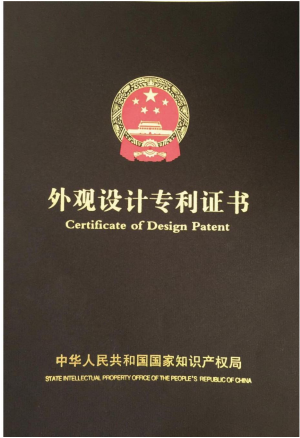 外观设计专利证书
Certificate of Design Patent
中华人民共和国国家知识产权局
STATE INTELLECTUAL PROPERTY OFFICE OF THE PEOPLE'S REPUBLIC OF CHINA